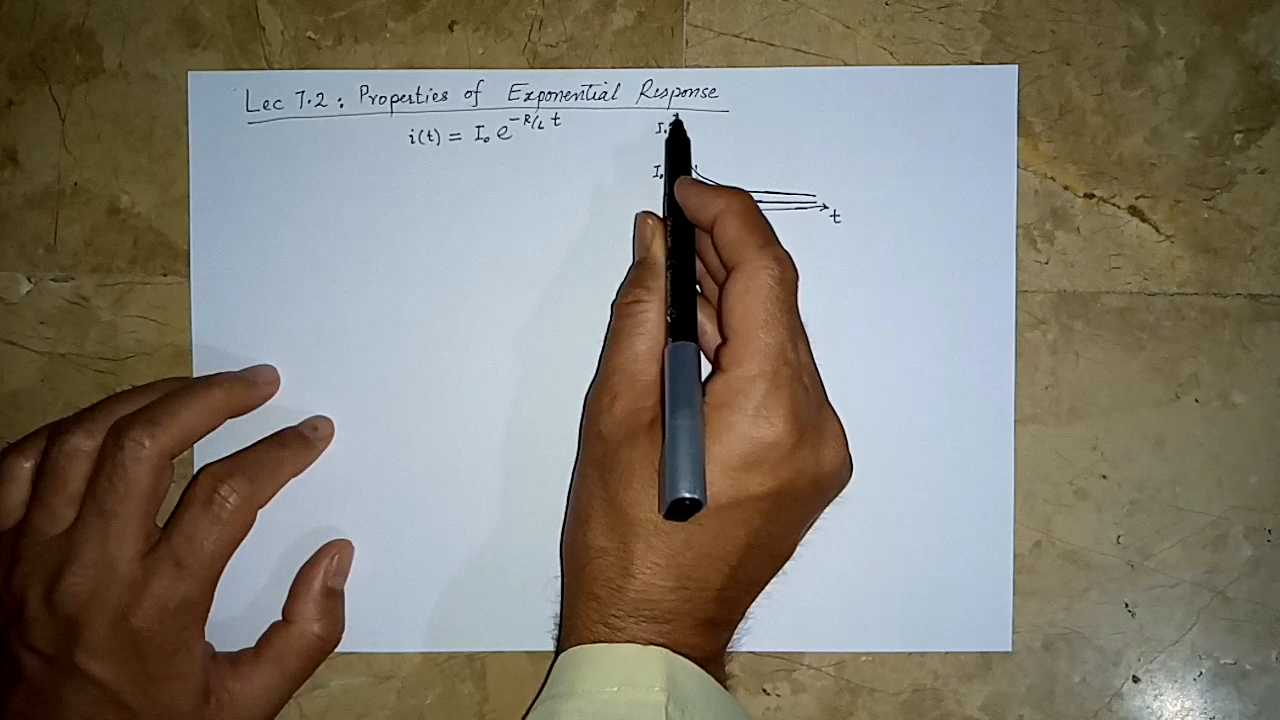 Lec 7.2: Properties of Exponential Response
i(t) = I₀ e^{-R/L t}
I₀
t